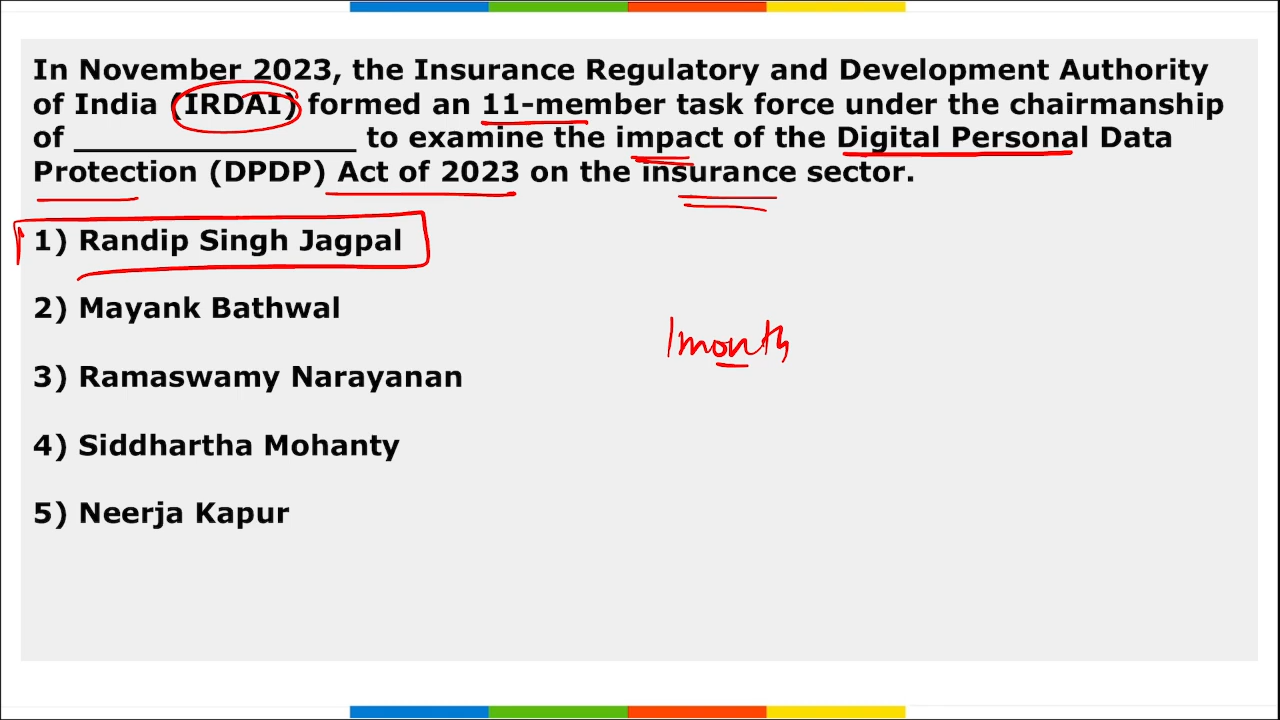 In November 2023, the Insurance Regulatory and Development Authority
of India (IRDAI) formed an 11-member task force under the chairmanship
of ___________________ to examine the impact of the Digital Personal Data
Protection (DPDP) Act of 2023 on the insurance sector.
1) Randip Singh Jagpal
2) Mayank Bathwal
1month
3) Ramaswamy Narayanan
4) Siddhartha Mohanty
5) Neerja Kapur